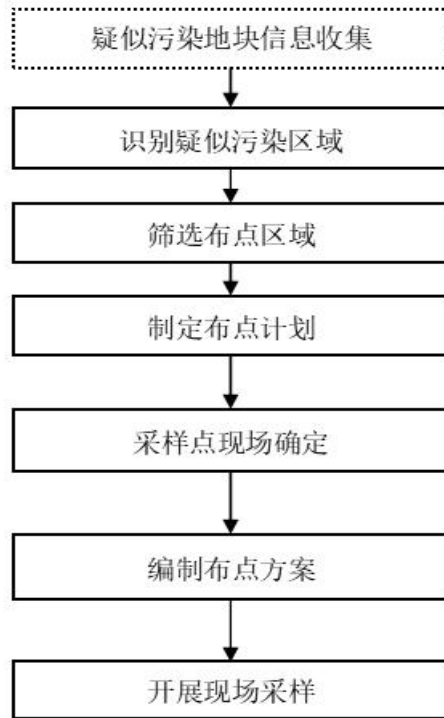 疑似污染地块信息收集
识别疑似污染区域
筛选布点区域
制定布点计划
采样点现场确定
编制布点方案
开展现场采样